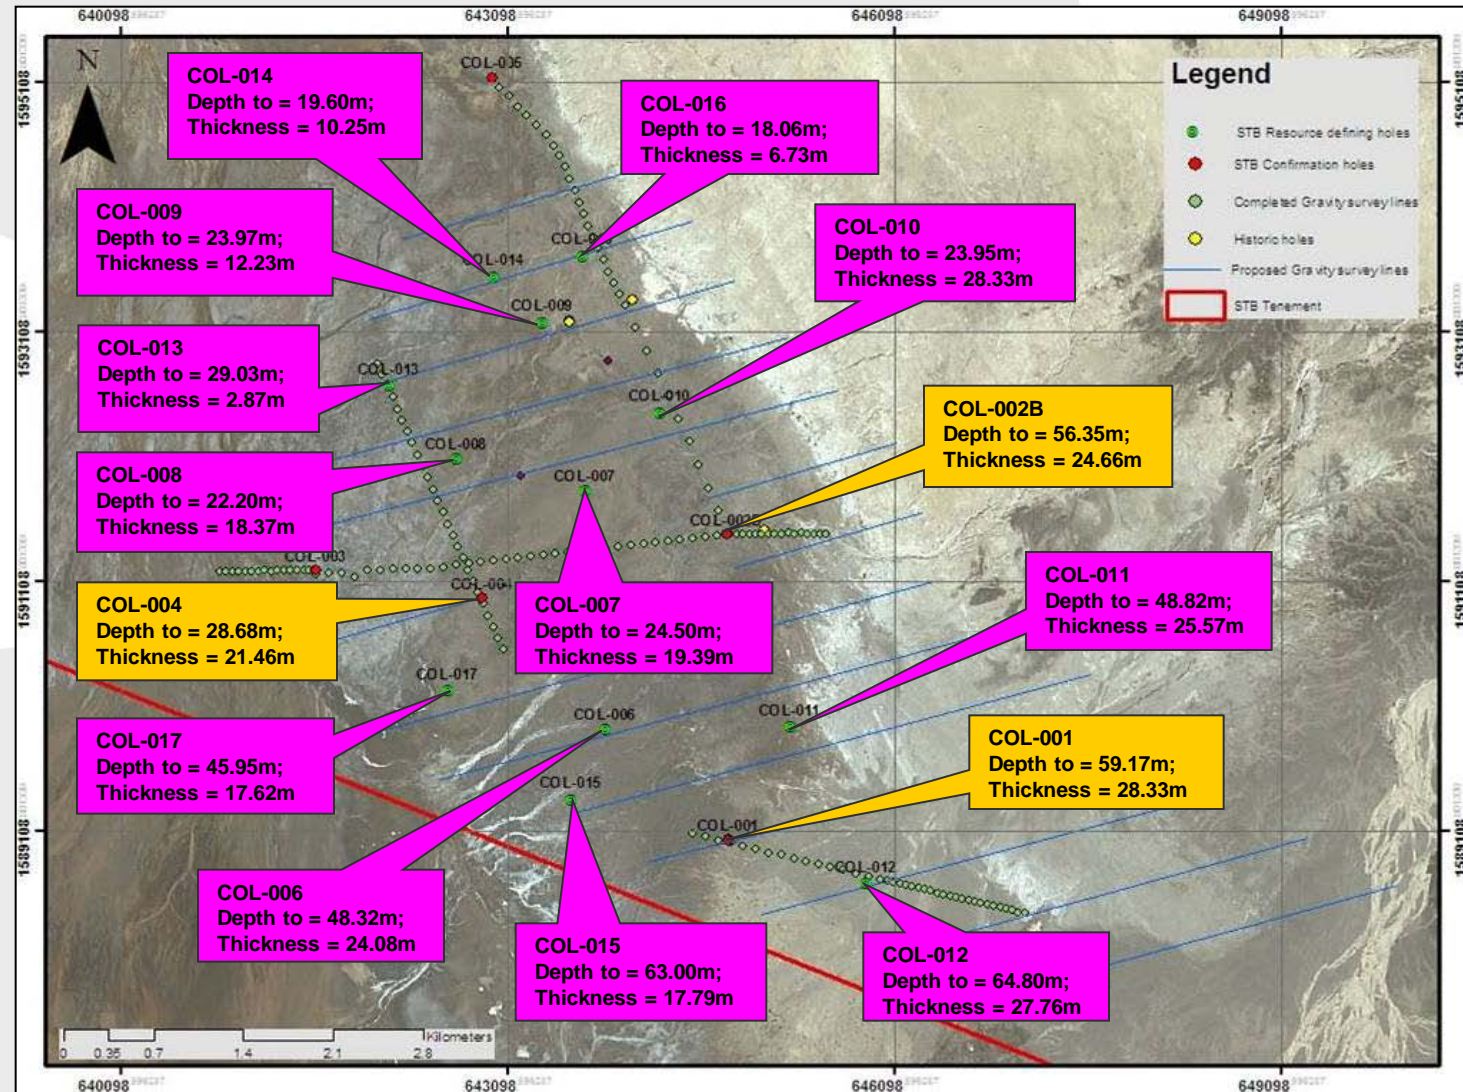 640098
643098
646098
649098
1595108
1593108
1591108
1589108
1595108
1593108
1591108
1589108
N
COL-014
Depth to = 19.60m;
Thickness = 10.25m
COL-016
Depth to = 18.06m;
Thickness = 6.73m
COL-009
Depth to = 23.97m;
Thickness = 12.23m
COL-010
Depth to = 23.95m;
Thickness = 28.33m
COL-013
Depth to = 29.03m;
Thickness = 2.87m
COL-002B
Depth to = 56.35m;
Thickness = 24.66m
COL-008
Depth to = 22.20m;
Thickness = 18.37m
COL-004
Depth to = 28.68m;
Thickness = 21.46m
COL-007
Depth to = 24.50m;
Thickness = 19.39m
COL-011
Depth to = 48.82m;
Thickness = 25.57m
COL-017
Depth to = 45.95m;
Thickness = 17.62m
COL-001
Depth to = 59.17m;
Thickness = 28.33m
COL-006
Depth to = 48.32m;
Thickness = 24.08m
COL-015
Depth to = 63.00m;
Thickness = 17.79m
COL-012
Depth to = 64.80m;
Thickness = 27.76m
Legend
STB Resource defining holes
STB Confirmation holes
Completed Gravity survey lines
Historic holes
Proposed Gravity survey lines
STB Tenement
COL-009
COL-013
COL-010
COL-008
COL-007
COL-003
COL-017
COL-006
COL-011
COL-015
COL-001
COL-012
Kilometers
0 0.35 0.7 1.4 2.1 2.8
640098
643098
646098
649098